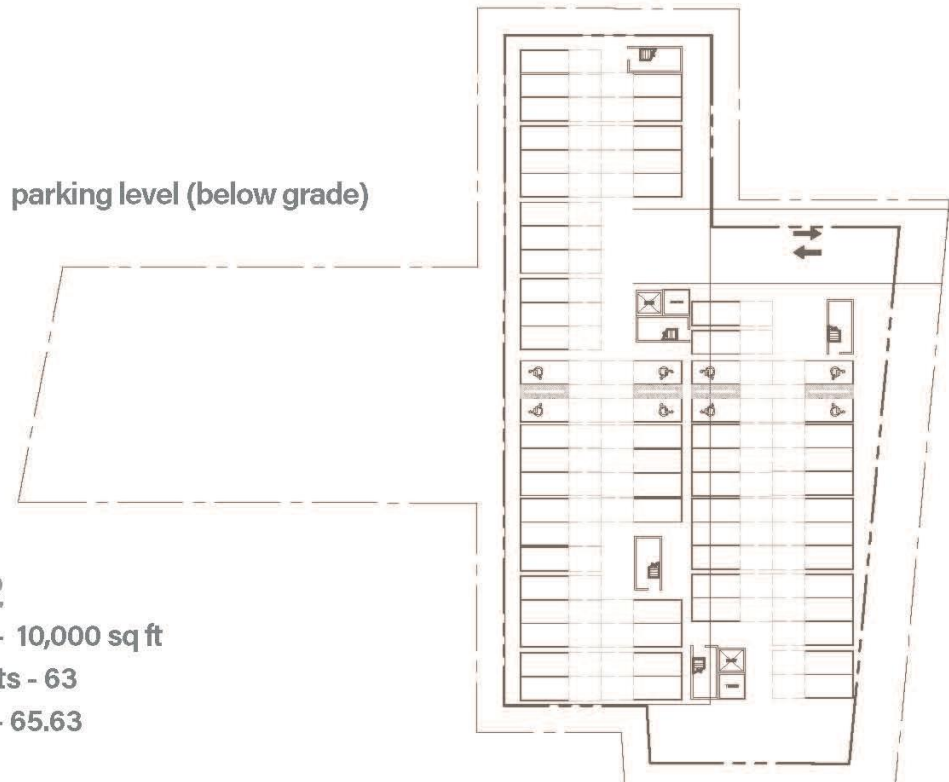 parking level (below grade)
- 10,000 sq ft
ts - 63
- 65.63